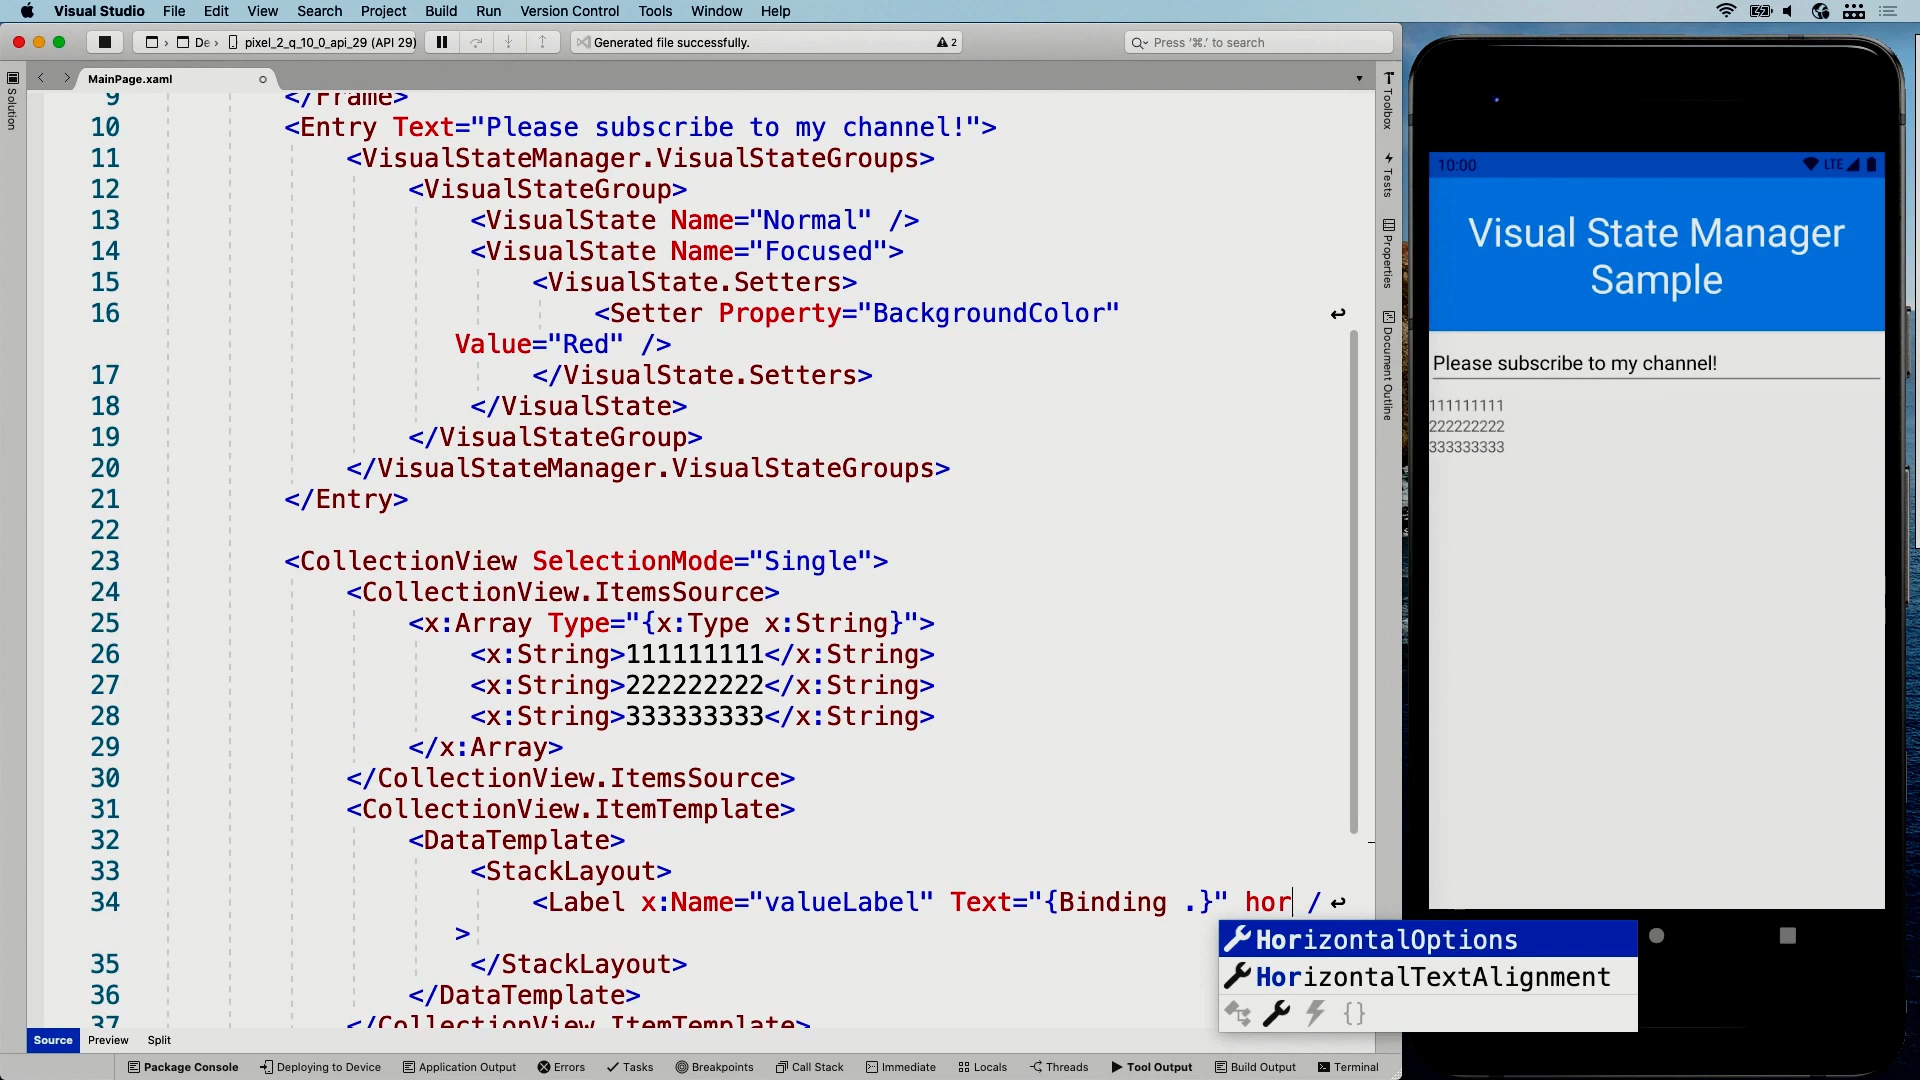 Visual Studio File Edit View Search Project Build Run Version Control Tools Window Help
De pixel_2_q_10_0_api_29 (API 29) Generated file successfully. 2 Press ‘⌘.’ to search
MainPage.xaml
Solution
Toolbox
Tests
Properties
Document Outline
9 </Frame>
10 <Entry Text="Please subscribe to my channel!">
11 <VisualStateManager.VisualStateGroups>
12 <VisualStateGroup>
13 <VisualState Name="Normal" />
14 <VisualState Name="Focused">
15 <VisualState.Setters>
16 <Setter Property="BackgroundColor"
Value="Red" />
17 </VisualState.Setters>
18 </VisualState>
19 </VisualStateGroup>
20 </VisualStateManager.VisualStateGroups>
21 </Entry>
22
23 <CollectionView SelectionMode="Single">
24 <CollectionView.ItemsSource>
25 <x:Array Type="{x:Type x:String}">
26 <x:String>111111111</x:String>
27 <x:String>222222222</x:String>
28 <x:String>333333333</x:String>
29 </x:Array>
30 </CollectionView.ItemsSource>
31 <CollectionView.ItemTemplate>
32 <DataTemplate>
33 <StackLayout>
34 <Label x:Name="valueLabel" Text="{Binding .}" hor /
>
35 </StackLayout>
36 </DataTemplate>
37 </CollectionView.ItemTemplate>
HorizontalOptions
HorizontalTextAlignment
{}
Source Preview Split
Package Console Deploying to Device Application Output Errors Tasks Breakpoints Call Stack Immediate Locals Threads Tool Output Build Output Terminal
10:00 LTE
Visual State Manager
Sample
Please subscribe to my channel!
111111111
222222222
333333333